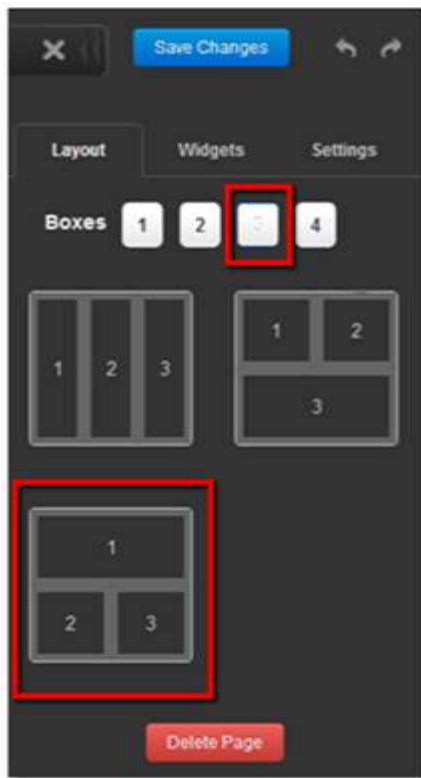 Save Changes
Layout Widgets Settings
Boxes 1 2 3 4
1 2 3
1 2
3
1
2 3
Delete Page